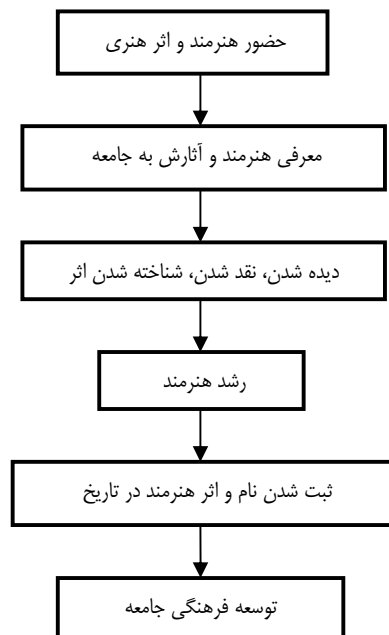 حضور هنرمند و اثر هنری
معرفی هنرمند و آثارش به جامعه
دیده شدن، نقد شدن، شناخته شدن اثر
رشد هنرمند
ثبت شدن نام و اثر هنرمند در تاریخ
توسعه فرهنگی جامعه